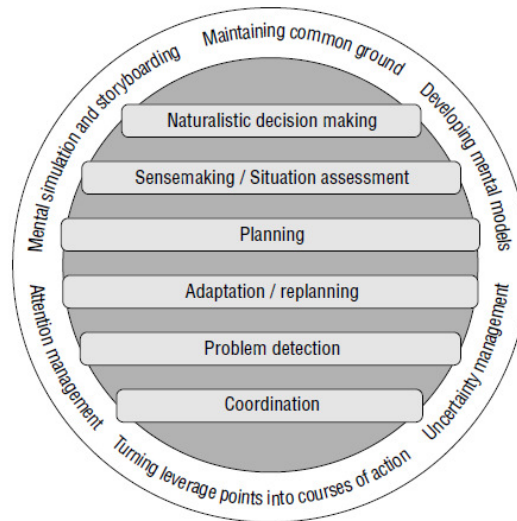 Maintaining common ground
Mental simulation and storyboarding
Developing mental models
Naturalistic decision making
Sensemaking / Situation assessment
Planning
Adaptation / replanning
Problem detection
Coordination
Attention management
Uncertainty management
Turning leverage points into courses of action